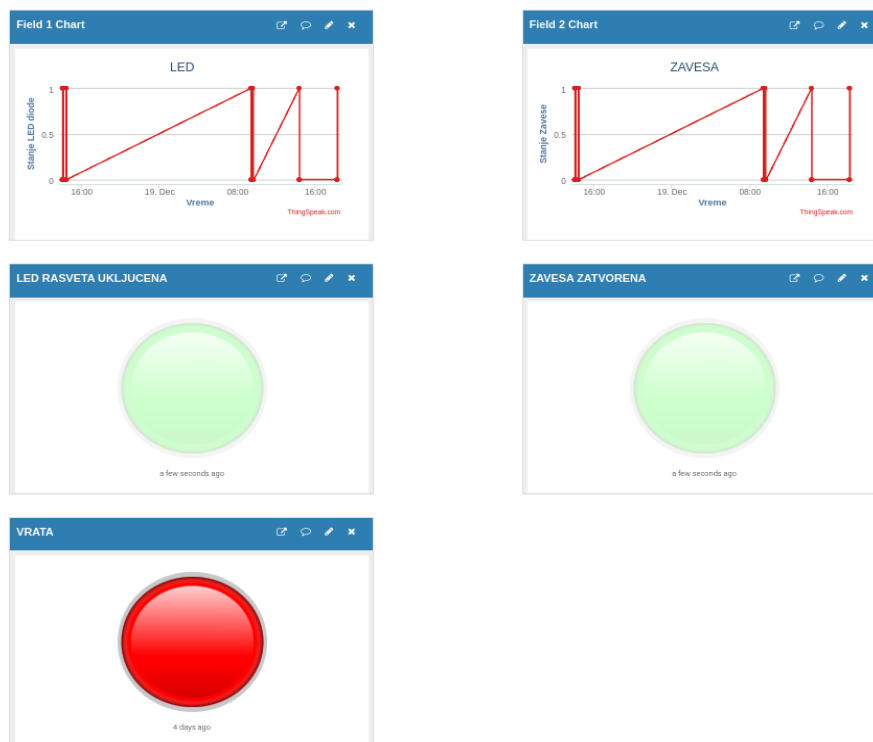 Field 1 Chart
LED
Stanje LED diode
1
0.5
0
16:00 19. Dec 08:00 16:00
Vreme
ThingSpeak.com
Field 2 Chart
ZAVESA
Stanje Zavese
1
0.5
0
16:00 19. Dec 08:00 16:00
Vreme
ThingSpeak.com
LED RASVETA UKLJUCENA
a few seconds ago
ZAVESA ZATVORENA
a few seconds ago
VRATA
4 days ago